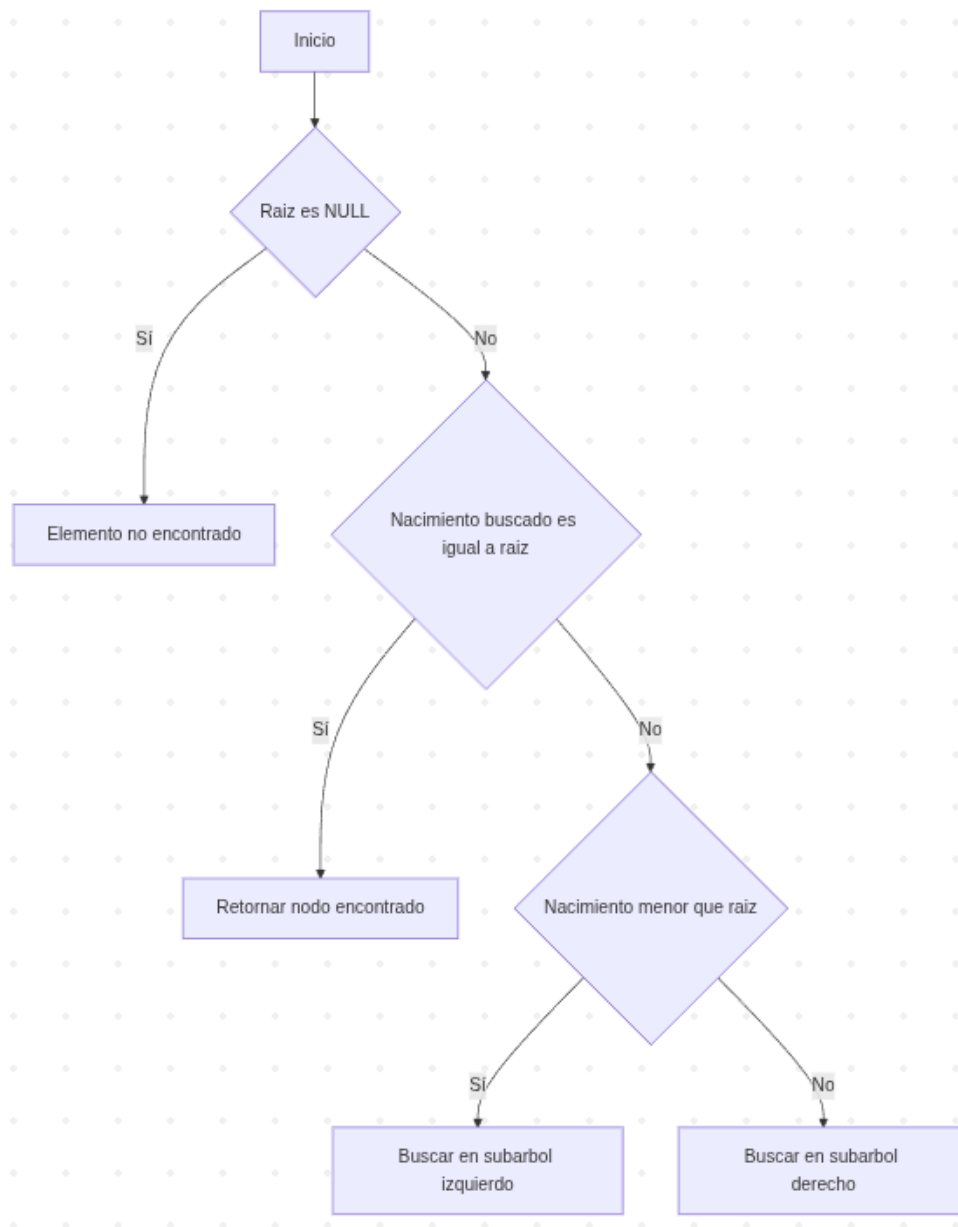 Inicio
Raiz es NULL
Sí
No
Elemento no encontrado
Nacimiento buscado es
igual a raiz
Sí
No
Retornar nodo encontrado
Nacimiento menor que raiz
Sí
No
Buscar en subarbol
izquierdo
Buscar en subarbol
derecho